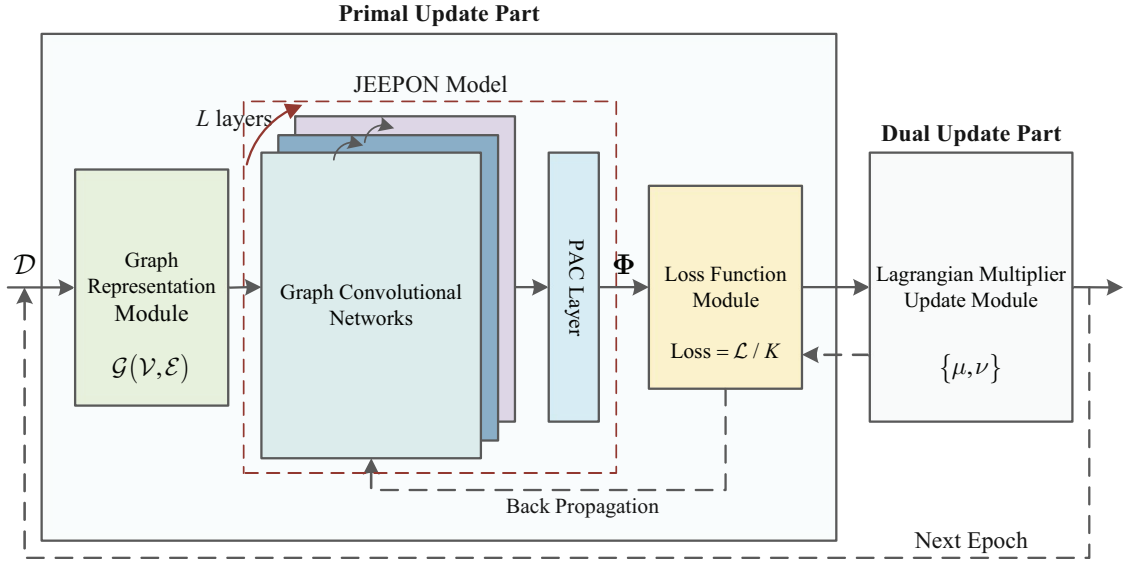 Primal Update Part
JEEPON Model
L layers
Dual Update Part
𝒟
Graph
Representation
Module
𝒢(𝒱,ℰ)
Graph Convolutional
Networks
PAC Layer
Φ
Loss Function
Module
Loss = ℒ / K
Lagrangian Multiplier
Update Module
{μ,ν}
Back Propagation
Next Epoch